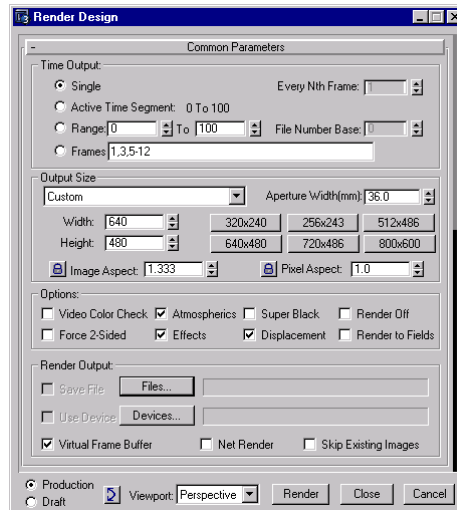 Render Design
- Common Parameters
Time Output:
Single Every Nth Frame: 1
Active Time Segment: 0 To 100
Range: 0 To 100 File Number Base: 0
Frames 1,3,5-12
Output Size
Custom Aperture Width(mm): 36.0
Width: 640 320x240 256x243 512x486
Height: 480 640x480 720x486 800x600
Image Aspect: 1.333 Pixel Aspect: 1.0
Options:
Video Color Check Atmospherics Super Black Render Off
Force 2-Sided Effects Displacement Render to Fields
Render Output:
Save File Files...
Use Device Devices...
Virtual Frame Buffer Net Render Skip Existing Images
Production
Draft Viewport: Perspective Render Close Cancel